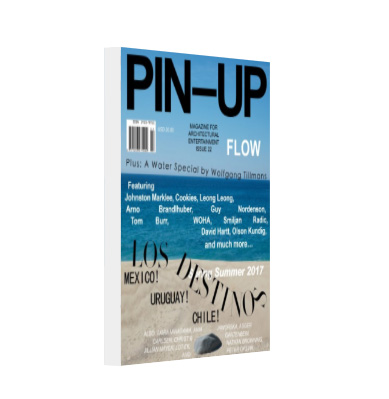 PIN–UP
MAGAZINE FOR
ARCHITECTURAL
ENTERTAINMENT
ISSUE 22
FLOW
Plus: A Water Special by Wolfgang Tillmans
Featuring
Johnston Marklee, Cookies, Leong Leong,
Arno Brandlhuber, Guy Nordenson,
Tom Burr, WOHA, Smiljan Radic,
David Hartt, Olson Kundig,
and much more...
Summer 2017
LOS DESTINOS
MEXICO!
URUGUAY!
CHILE!